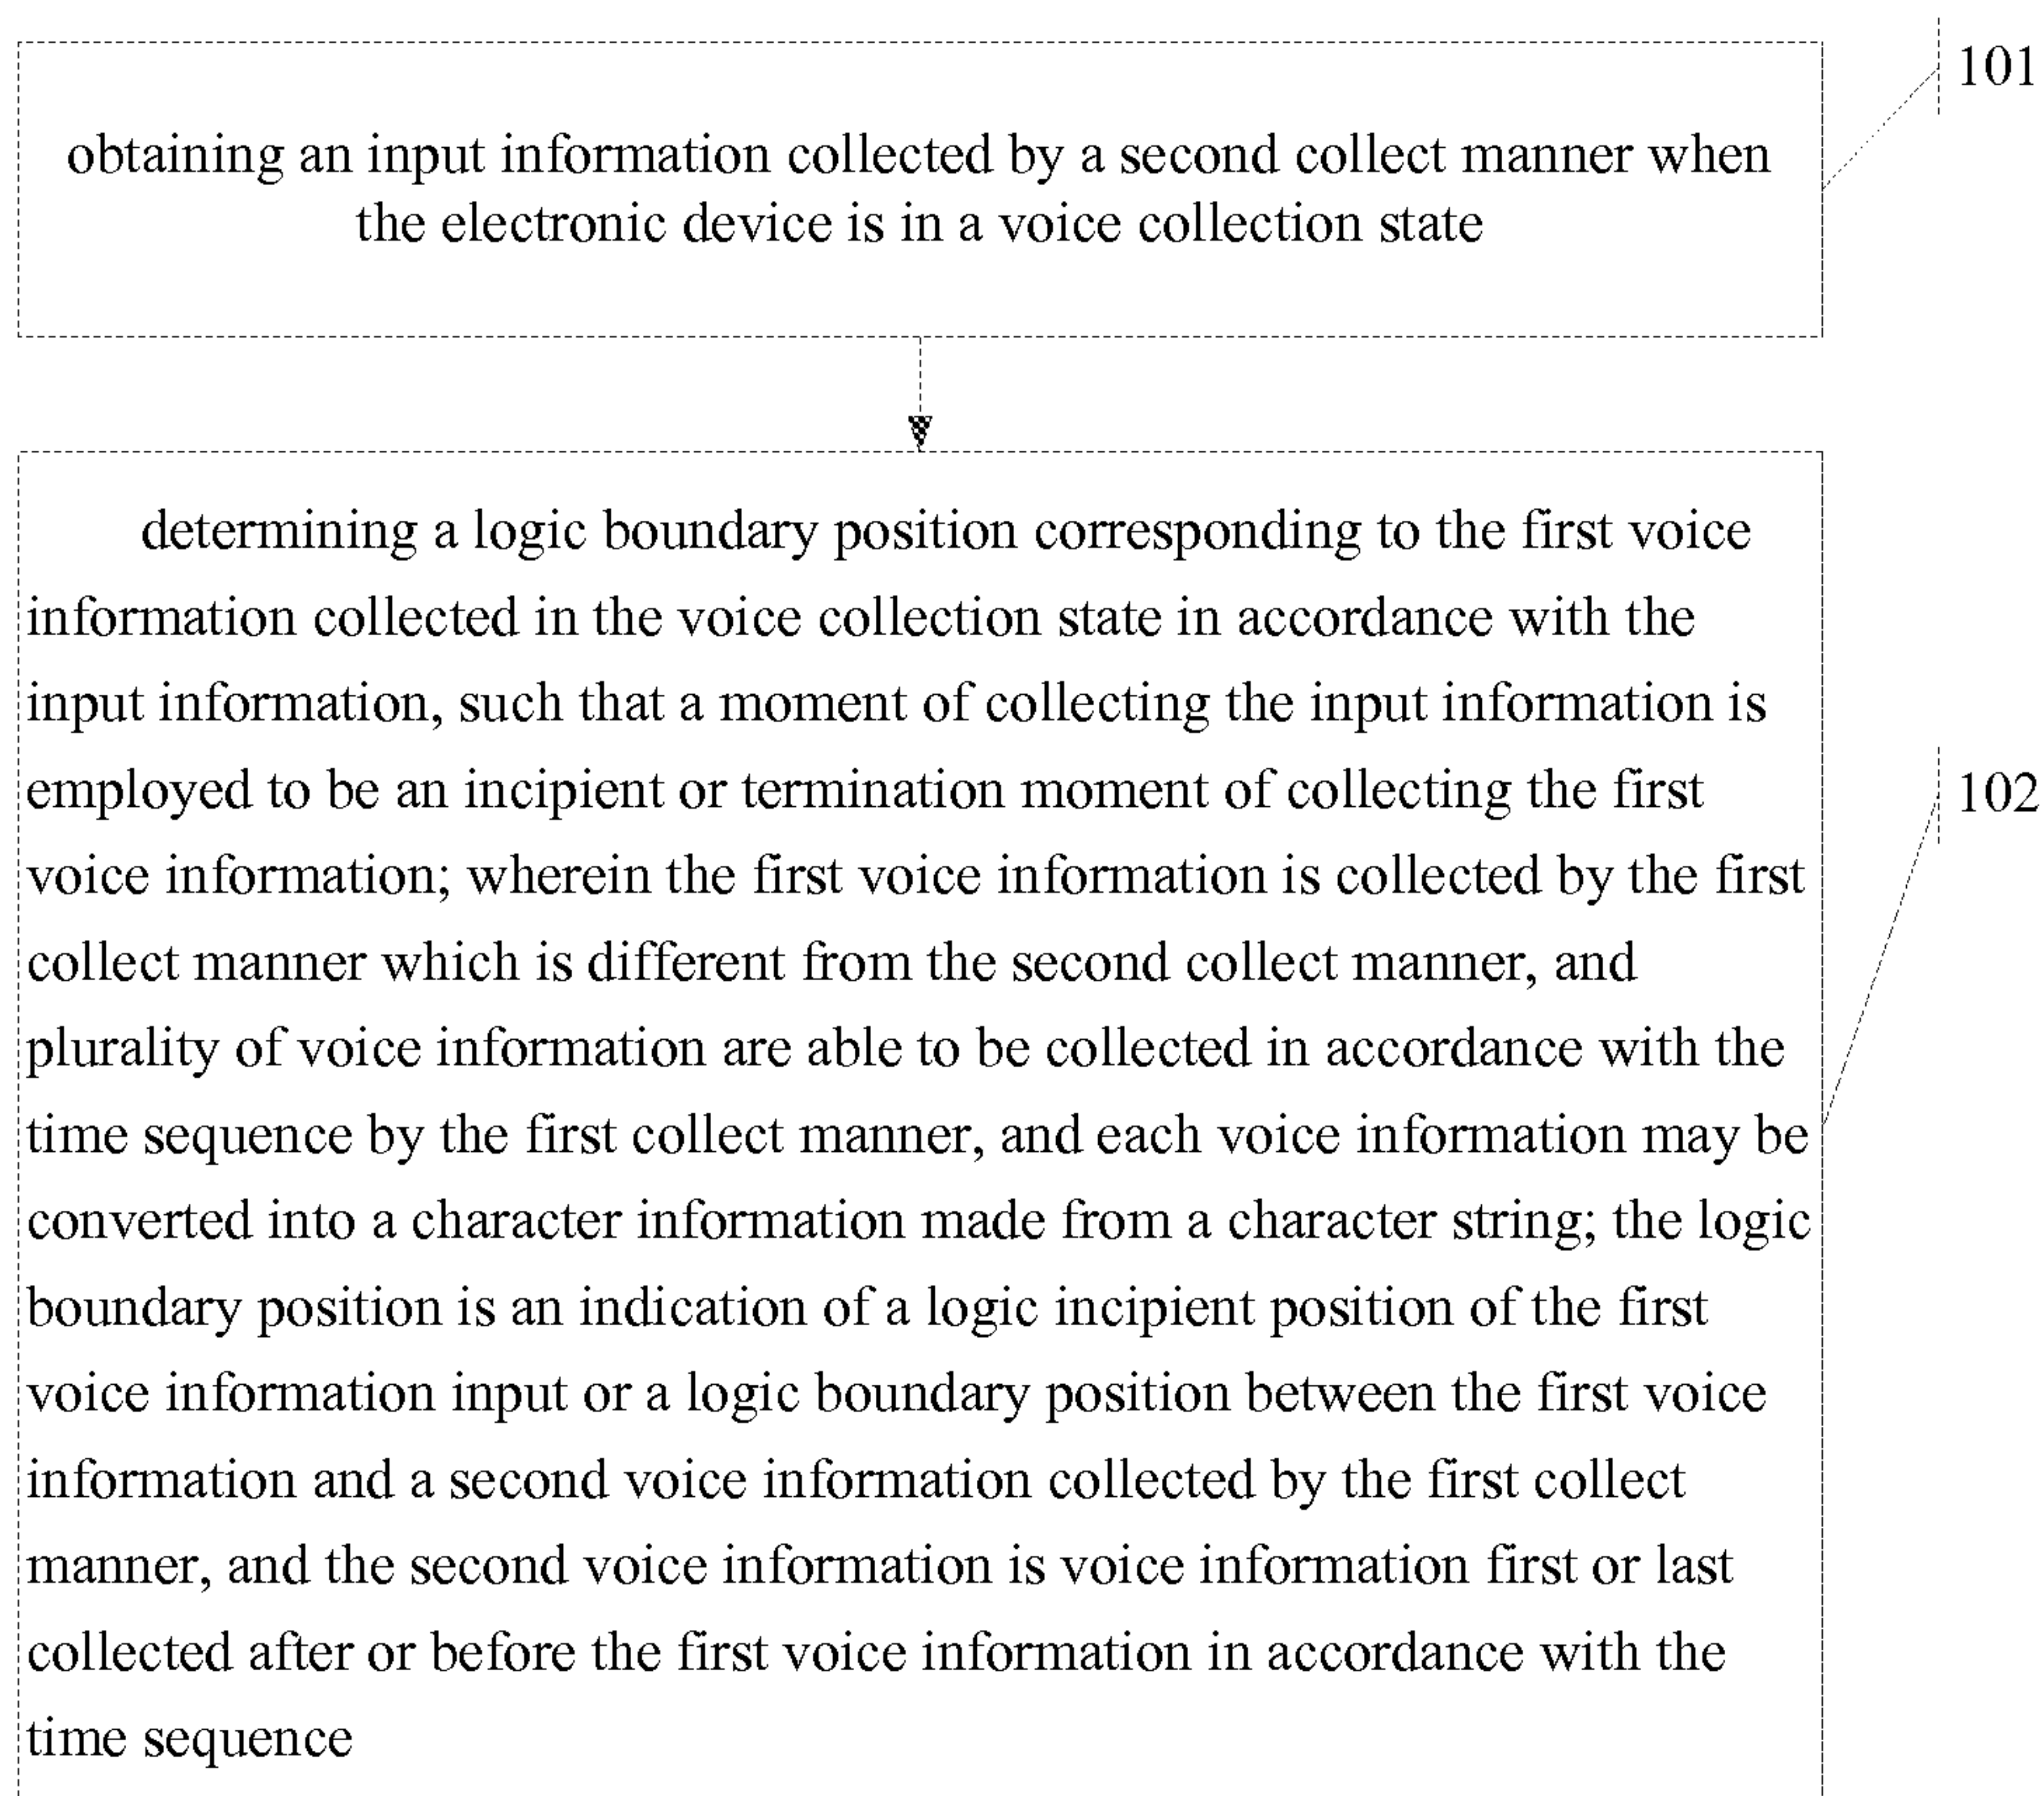 101
obtaining an input information collected by a second collect manner when
the electronic device is in a voice collection state
determining a logic boundary position corresponding to the first voice
information collected in the voice collection state in accordance with the
input information, such that a moment of collecting the input information is
employed to be an incipient or termination moment of collecting the first
voice information; wherein the first voice information is collected by the first
collect manner which is different from the second collect manner, and
plurality of voice information are able to be collected in accordance with the
time sequence by the first collect manner, and each voice information may be
converted into a character information made from a character string; the logic
boundary position is an indication of a logic incipient position of the first
voice information input or a logic boundary position between the first voice
information and a second voice information collected by the first collect
manner, and the second voice information is voice information first or last
collected after or before the first voice information in accordance with the
time sequence
102